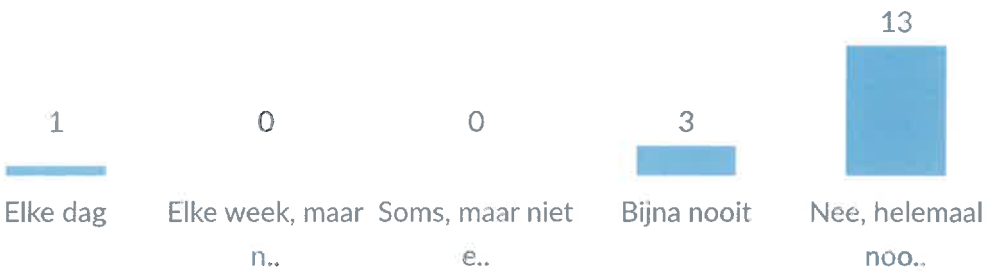 13
1 0 0 3
Elke dag Elke week, maar Soms, maar niet Bijna nooit Nee, helemaal
n.. e.. noo..